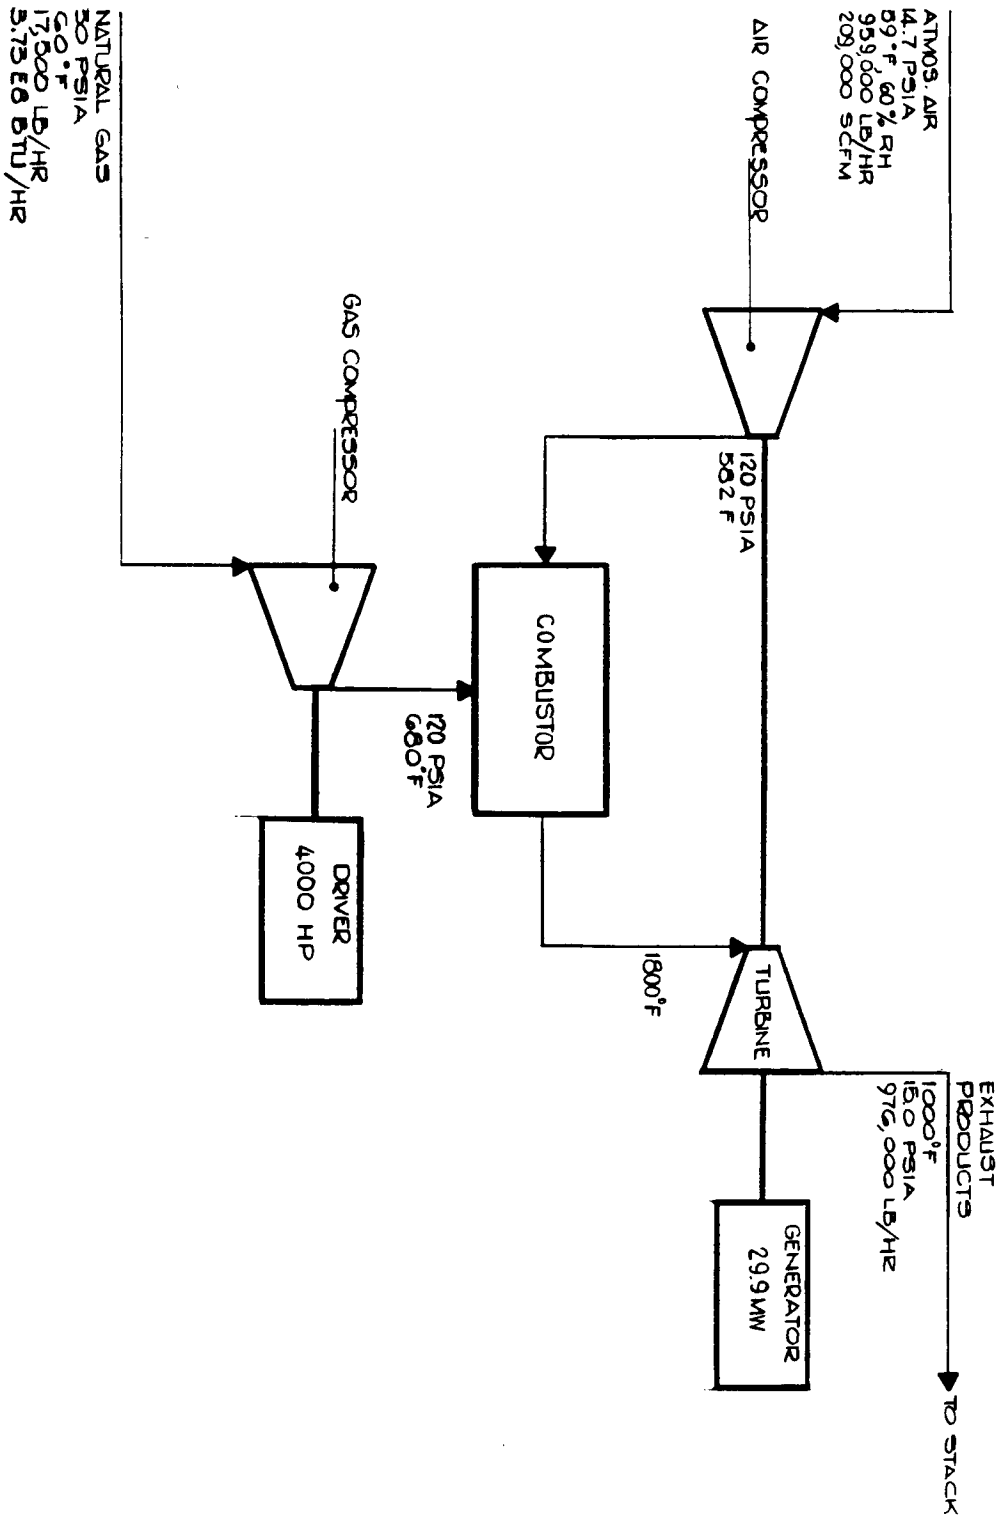 ATMOS. AIR
14.7 PSIA
59°F, 60% RH
959,000 LB/HR
209,000 SCFM
AIR COMPRESSOR
120 PSIA
582 F
COMBUSTOR
1800°F
TURBINE
EXHAUST
PRODUCTS
1000°F
15.0 PSIA
976,000 LB/HR
TO STACK
GENERATOR
29.9 MW
GAS COMPRESSOR
120 PSIA
680°F
DRIVER
4000 HP
NATURAL GAS
30 PSIA
60°F
17,500 LB/HR
3.73 E8 BTU/HR